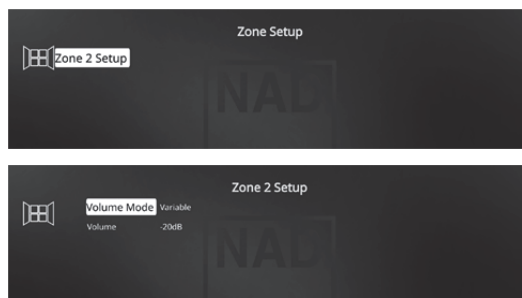 Zone Setup
Zone 2 Setup
NAD
Zone 2 Setup
Volume Mode Variable
Volume -20dB
NAD